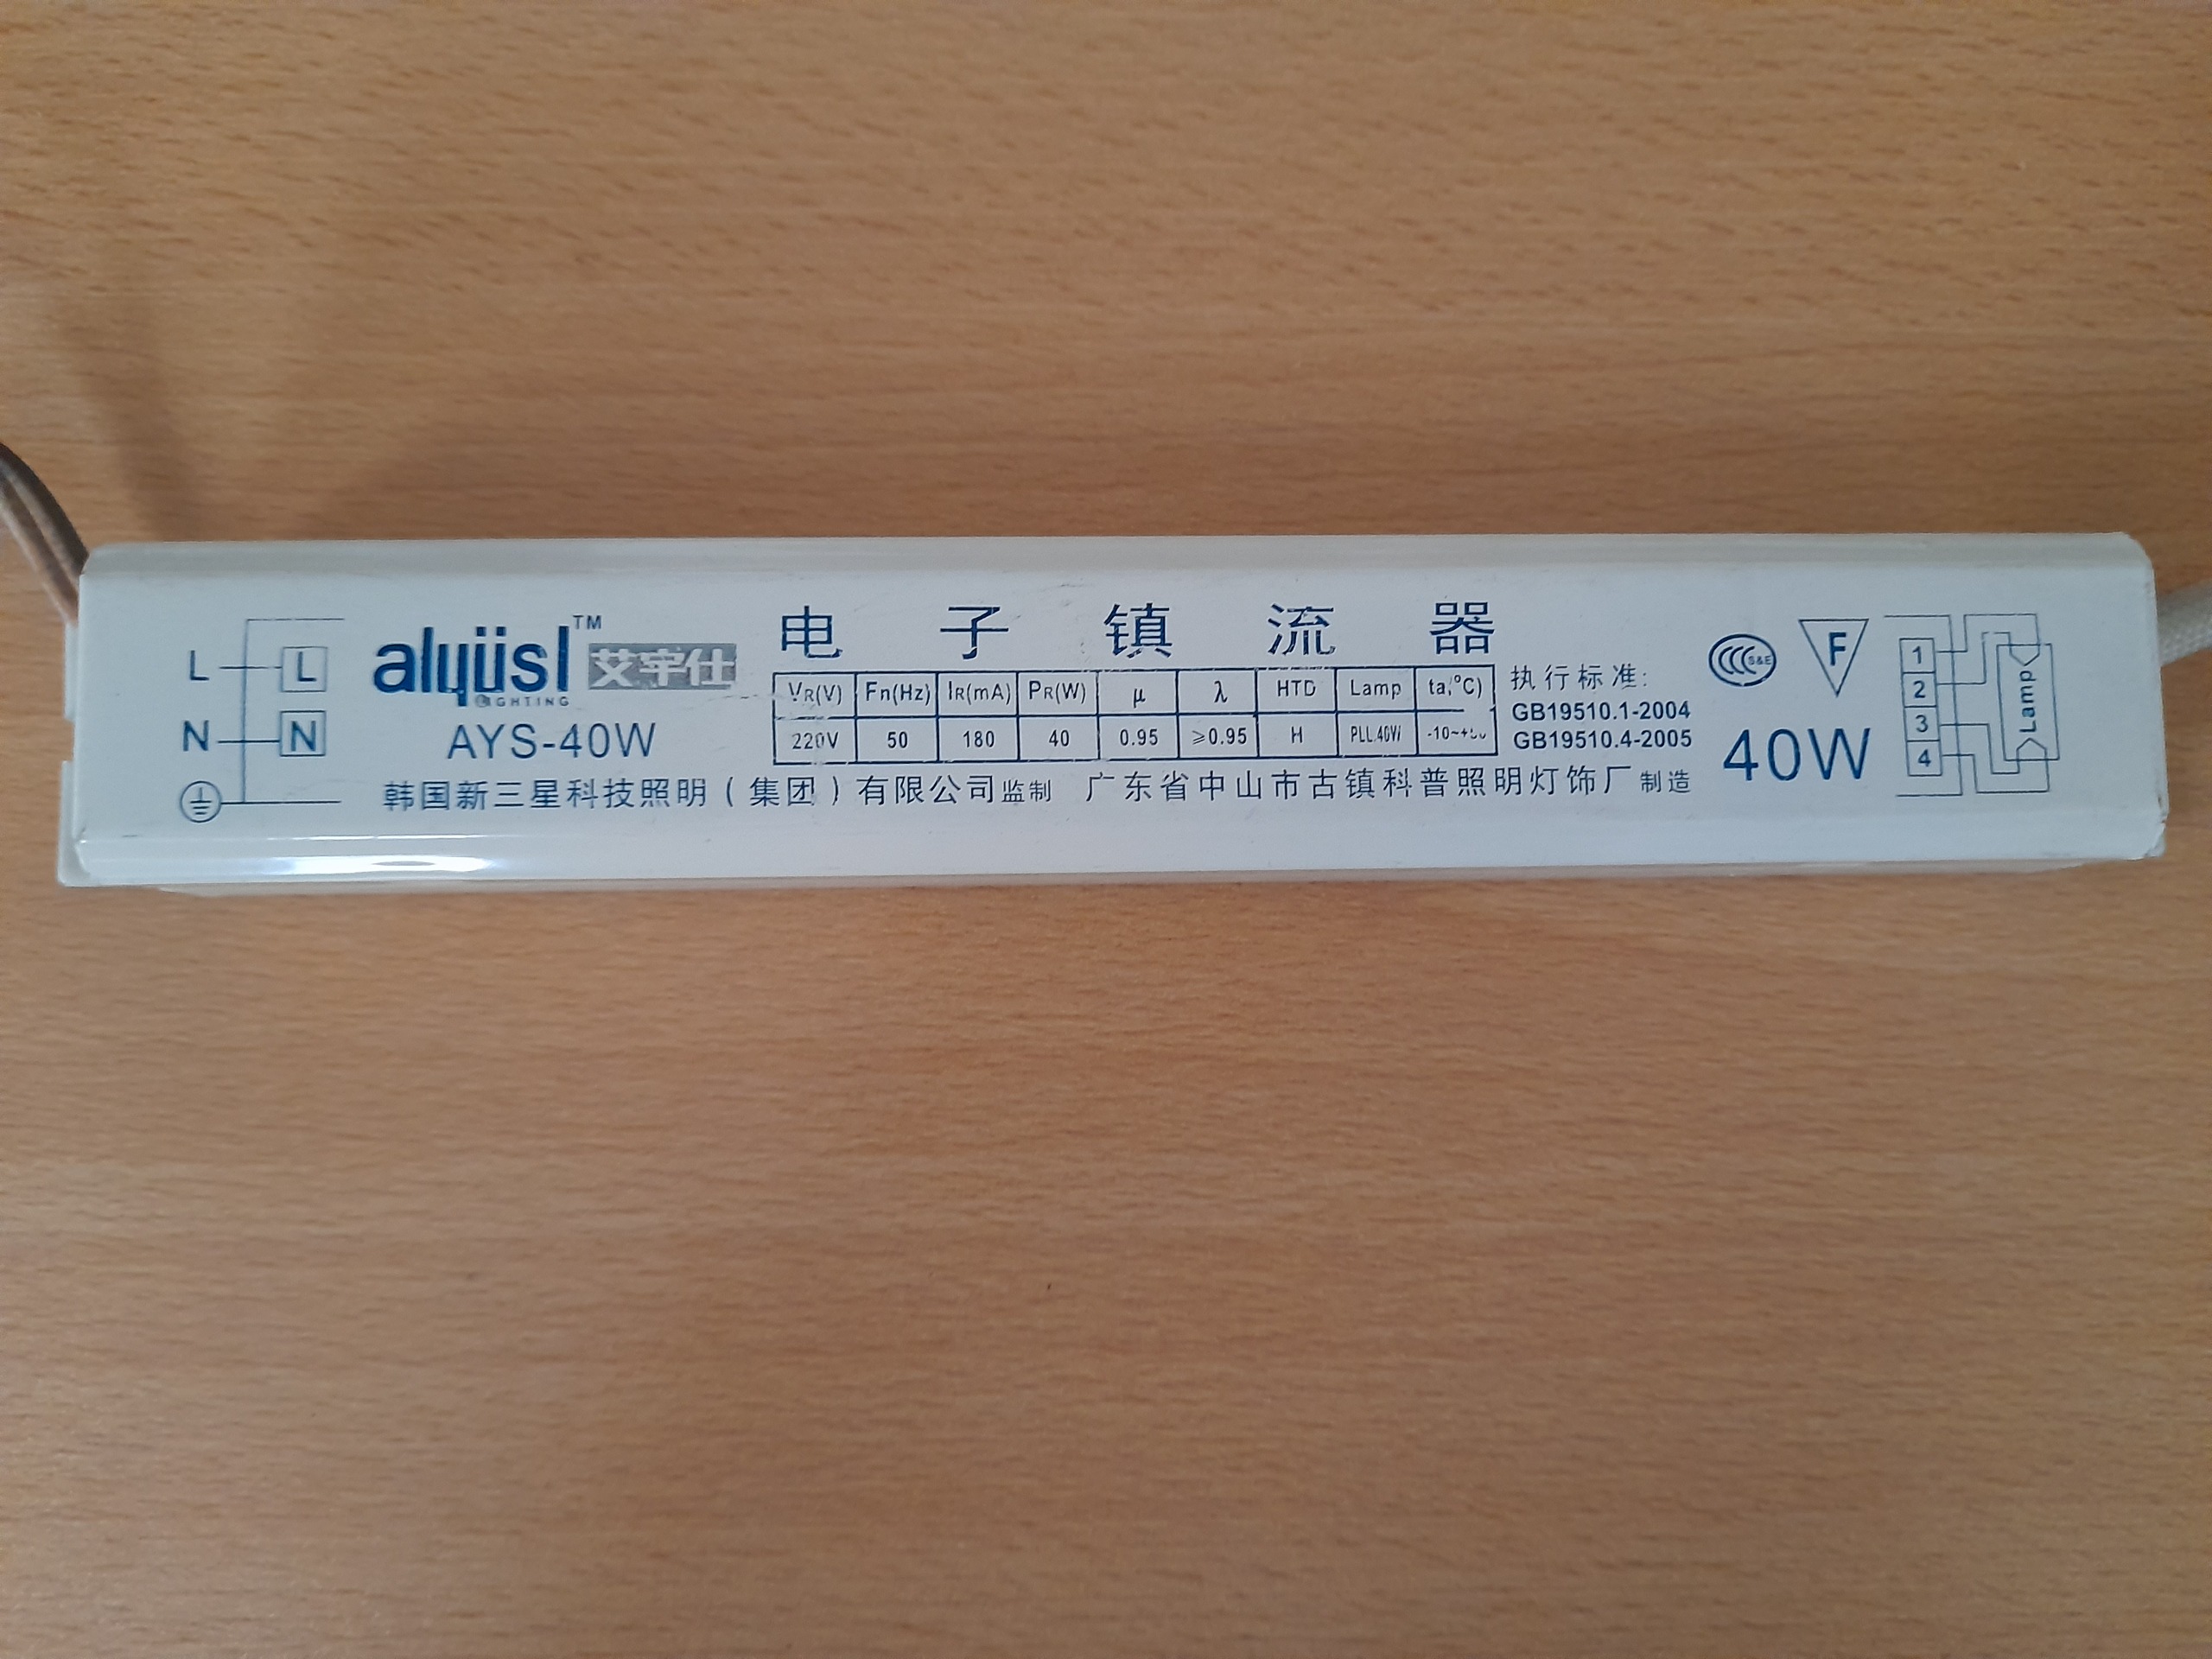 L L
N N
aiyüsl™ 艾宇仕
LIGHTING
AYS-40W
电子镇流器
VR(V) Fn(Hz) IR(mA) PR(W) μ λ HTD Lamp ta(°C)
220V 50 180 40 0.95 ≥0.95 H PLL.40W
执行标准:
GB19510.1-2004
GB19510.4-2005
韩国新三星科技照明(集团)有限公司监制 广东省中山市古镇科普照明灯饰厂制造
CCC S&E F
40W
1
2
3
4
Lamp